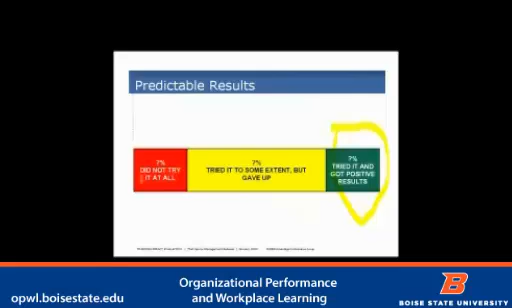 Predictable Results
?%
DID NOT TRY
IT AT ALL
?%
TRIED IT TO SOME EXTENT, BUT
GAVE UP
?%
TRIED IT AND
GOT POSITIVE
RESULTS
opwl.boisestate.edu
Organizational Performance
and Workplace Learning
B
BOISE STATE UNIVERSITY